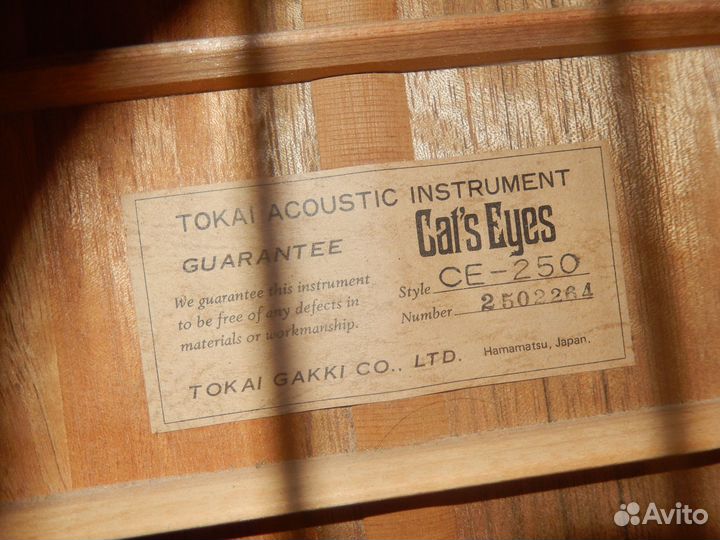 TOKAI ACOUSTIC INSTRUMENT
GUARANTEE
Cat's Eyes
We guarantee this instrument
to be free of any defects in
materials or workmanship.
Style CE-250
Number 2502264
TOKAI GAKKI CO., LTD. Hamamatsu, Japan.
Avito